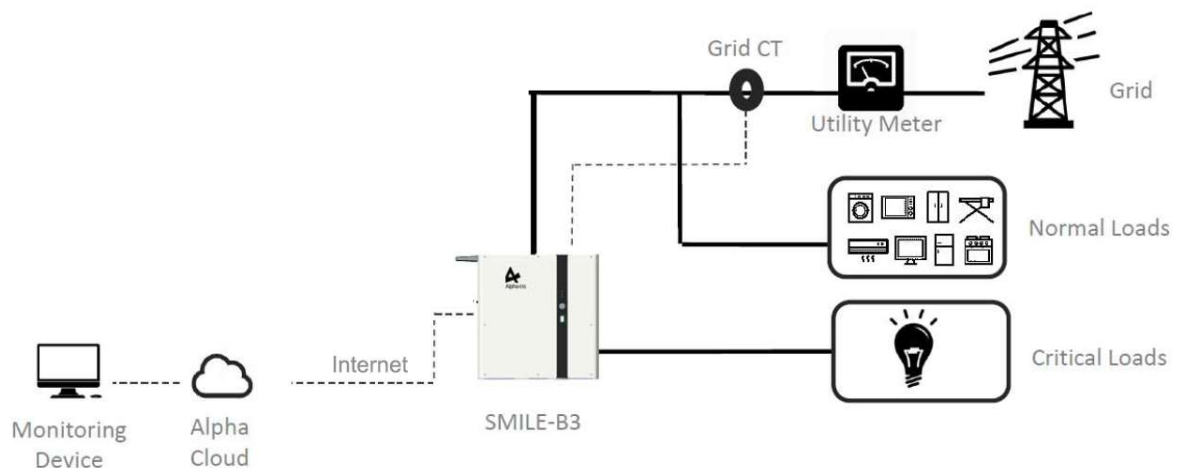 Grid CT
Grid
Utility Meter
Normal Loads
Critical Loads
Internet
SMILE-B3
Monitoring
Device
Alpha
Cloud